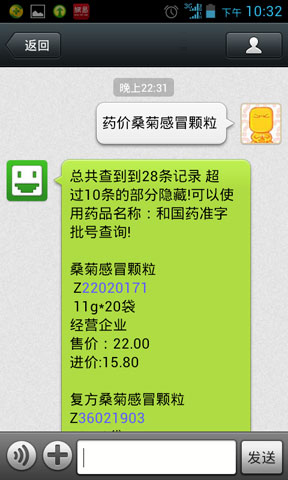 下午 10:32
返回
晚上22:31
药价桑菊感冒颗粒
总共查到到28条记录 超
过10条的部分隐藏!可以使
用药品名称：和国药准字
批号查询!
桑菊感冒颗粒
Z22020171
11g*20袋
经营企业
售价：22.00
进价:15.80
复方桑菊感冒颗粒
Z36021903
发送